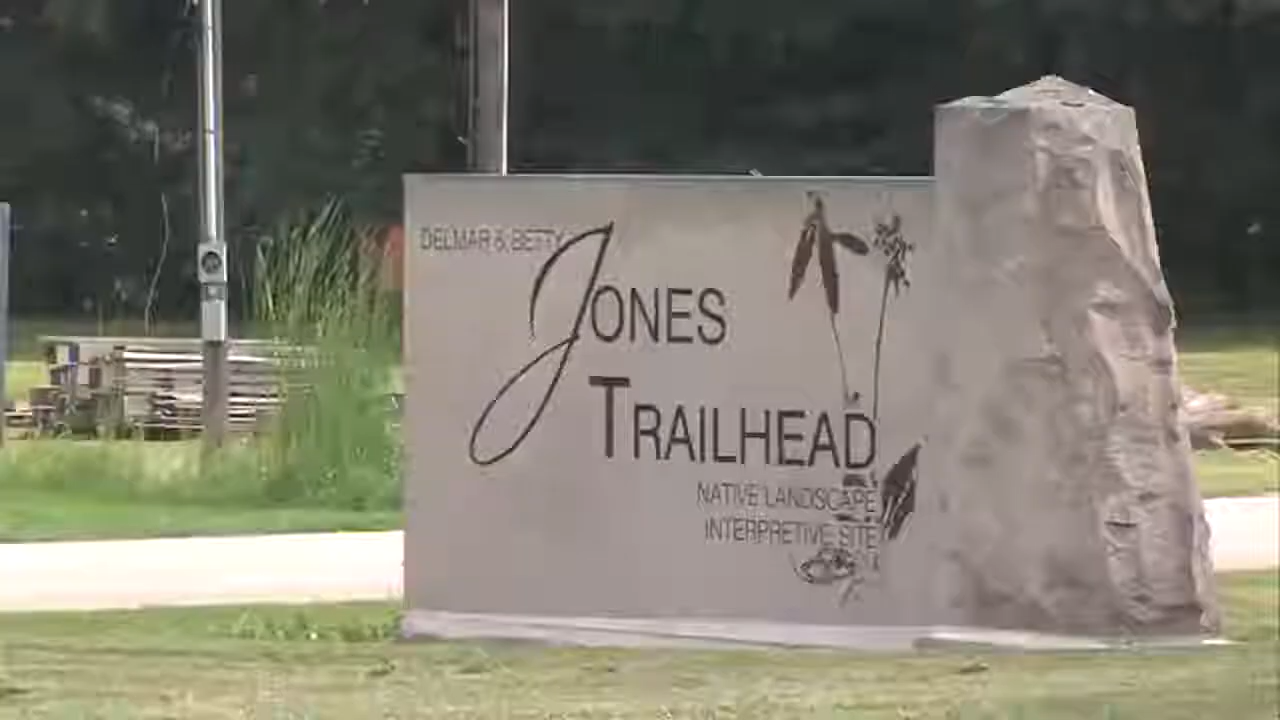 DELMAR & BETTY
JONES
TRAILHEAD
NATIVE LANDSCAPE
INTERPRETIVE SITE